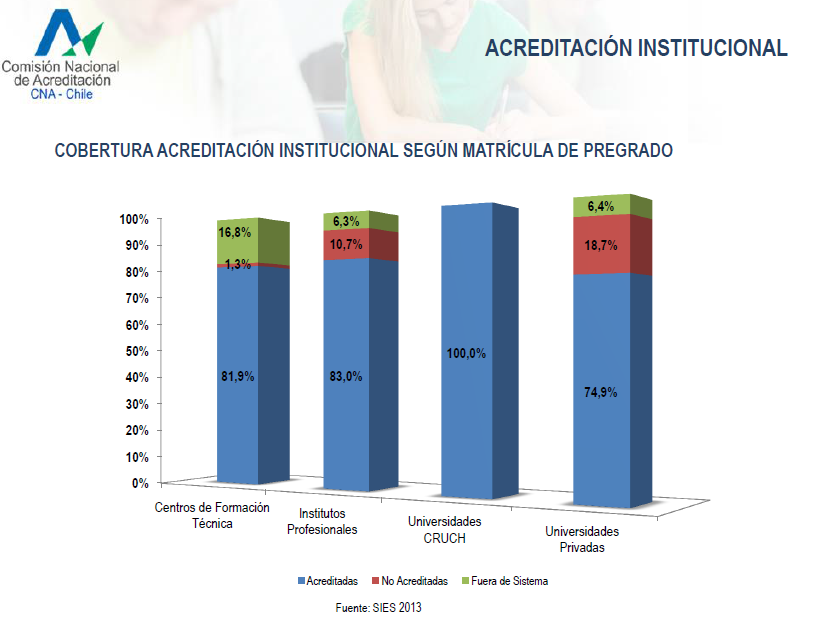 Comisión Nacional
de Acreditación
CNA - Chile
ACREDITACIÓN INSTITUCIONAL
COBERTURA ACREDITACIÓN INSTITUCIONAL SEGÚN MATRÍCULA DE PREGRADO
100%
90%
80%
70%
60%
50%
40%
30%
20%
10%
0%
16,8%
1,3%
81,9%
6,3%
10,7%
83,0%
100,0%
6,4%
18,7%
74,9%
Centros de Formación
Técnica
Institutos
Profesionales
Universidades
CRUCH
Universidades
Privadas
Acreditadas No Acreditadas Fuera de Sistema
Fuente: SIES 2013